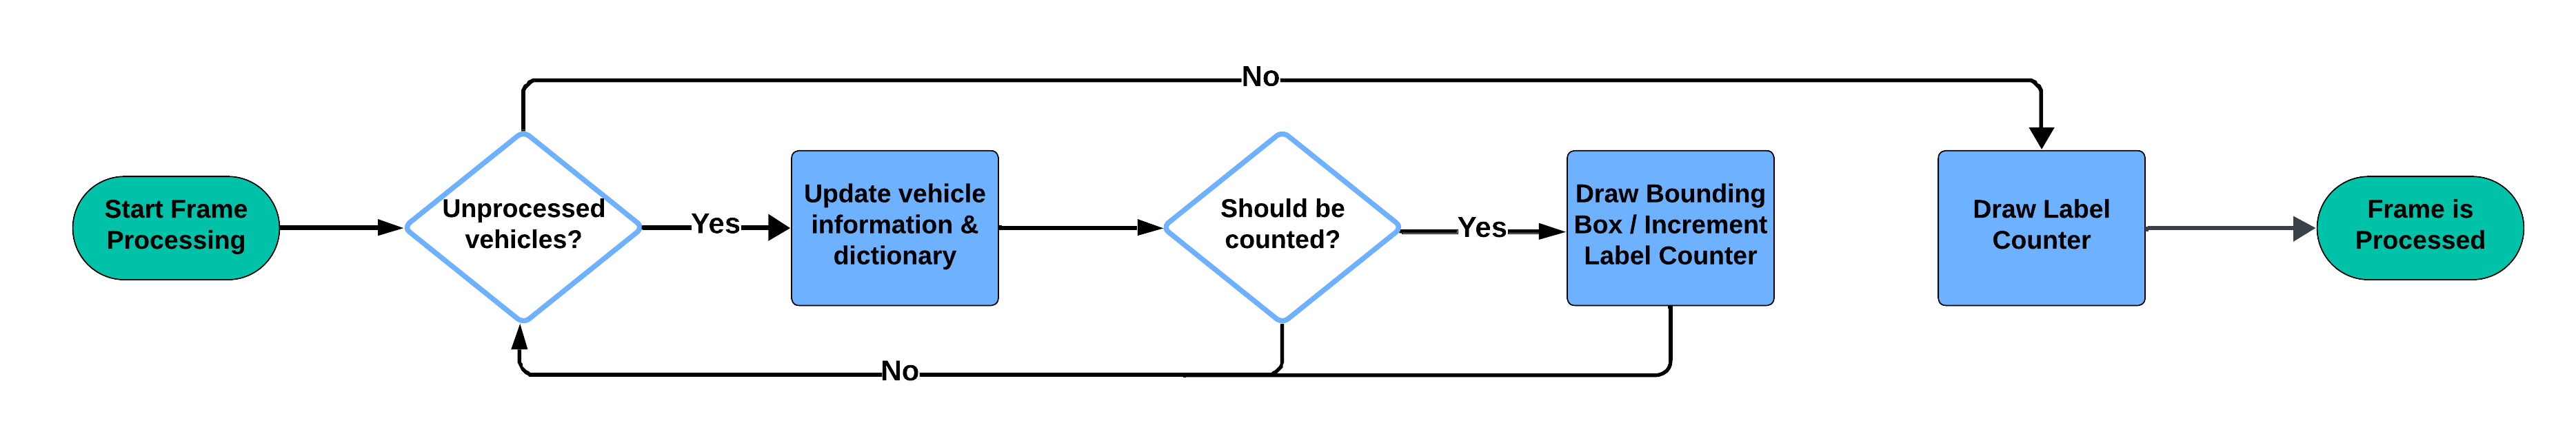 No
Start Frame
Processing
Unprocessed
vehicles?
Yes
Update vehicle
information &
dictionary
Should be
counted?
Yes
Draw Bounding
Box / Increment
Label Counter
Draw Label
Counter
Frame is
Processed
No